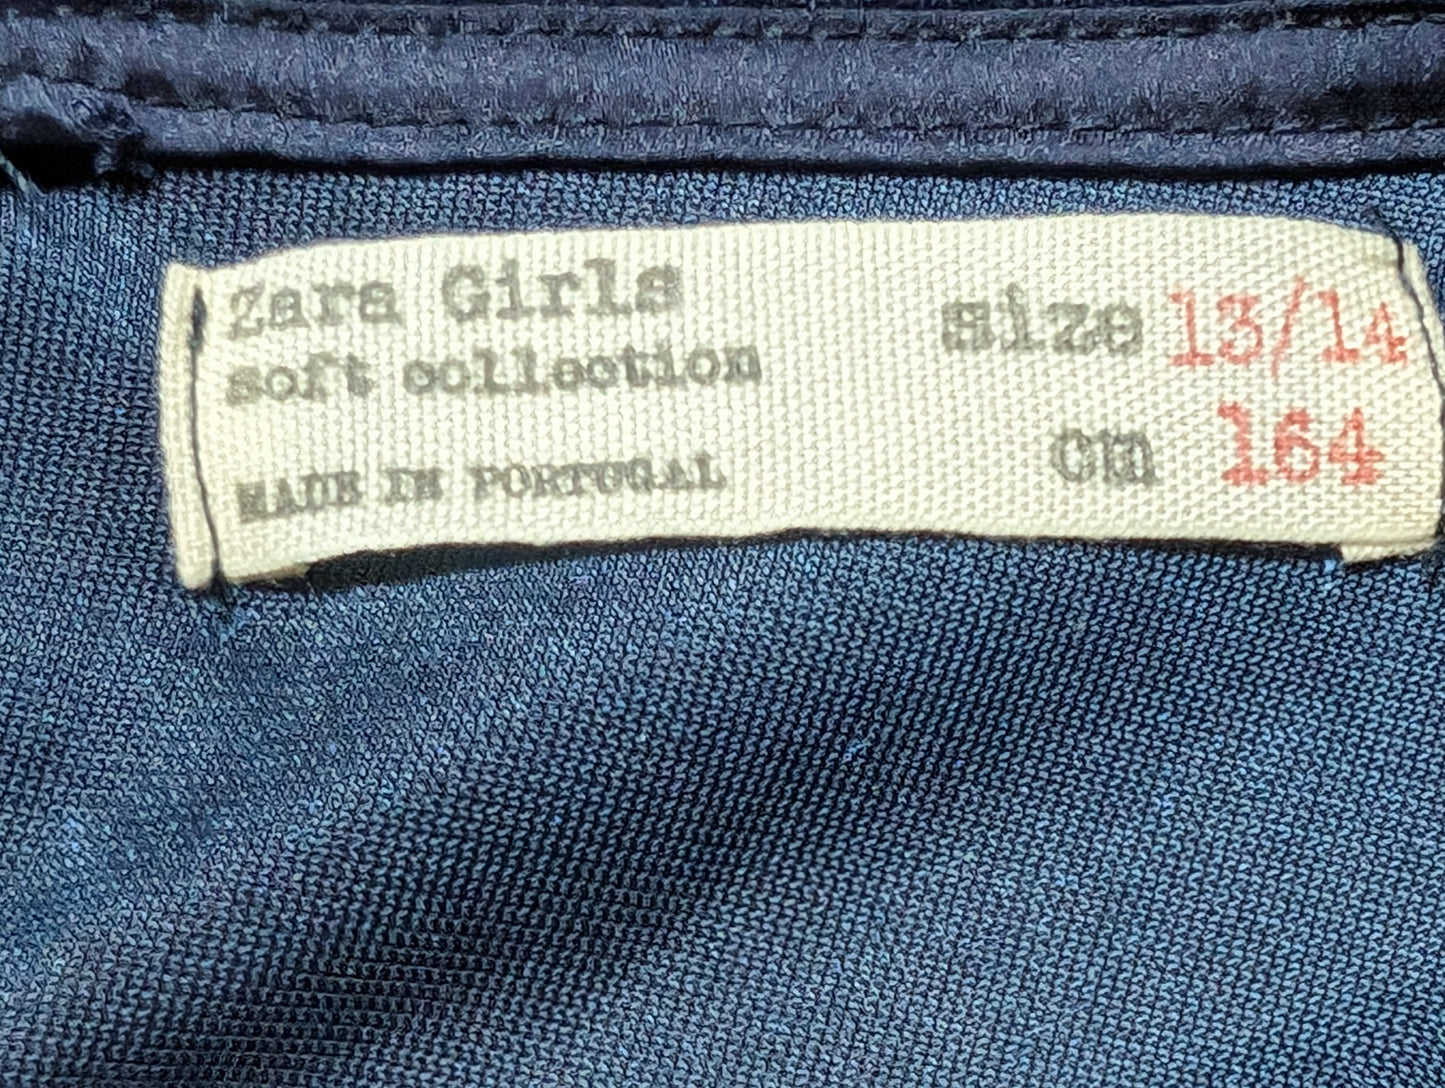 Zara Girls
soft collection
MADE IN PORTUGAL
size 13/14
cm 164